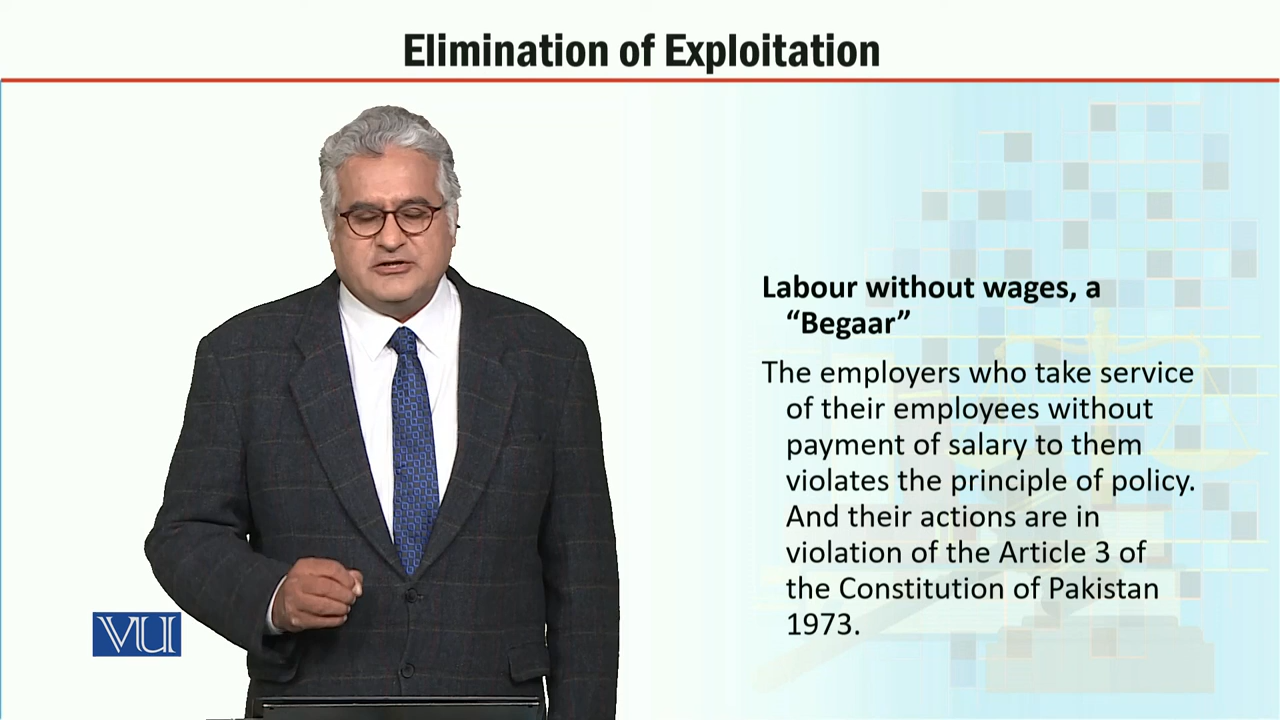 Elimination of Exploitation
Labour without wages, a
“Begaar”
The employers who take service
of their employees without
payment of salary to them
violates the principle of policy.
And their actions are in
violation of the Article 3 of
the Constitution of Pakistan
1973.
VU